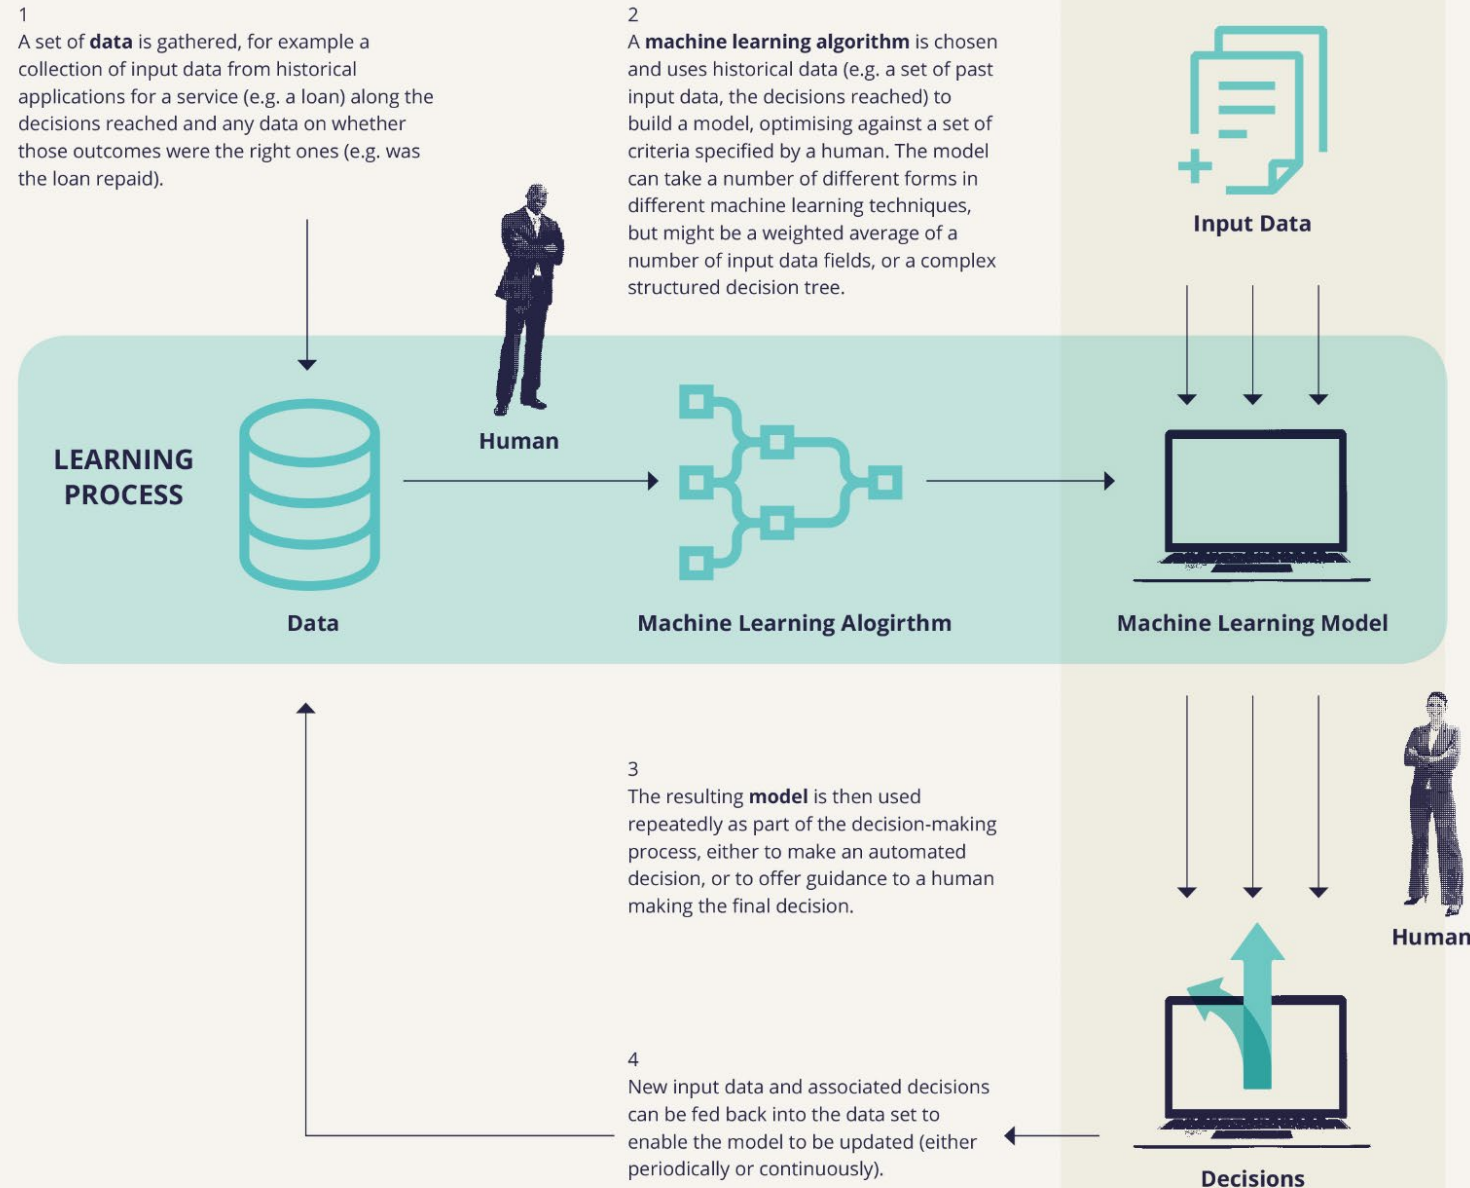 1
A set of data is gathered, for example a
collection of input data from historical
applications for a service (e.g. a loan) along the
decisions reached and any data on whether
those outcomes were the right ones (e.g. was
the loan repaid).
2
A machine learning algorithm is chosen
and uses historical data (e.g. a set of past
input data, the decisions reached) to
build a model, optimising against a set of
criteria specified by a human. The model
can take a number of different forms in
different machine learning techniques,
but might be a weighted average of a
number of input data fields, or a complex
structured decision tree.
Input Data
Human
LEARNING
PROCESS
Data
Machine Learning Alogirthm
Machine Learning Model
3
The resulting model is then used
repeatedly as part of the decision-making
process, either to make an automated
decision, or to offer guidance to a human
making the final decision.
Human
4
New input data and associated decisions
can be fed back into the data set to
enable the model to be updated (either
periodically or continuously).
Decisions